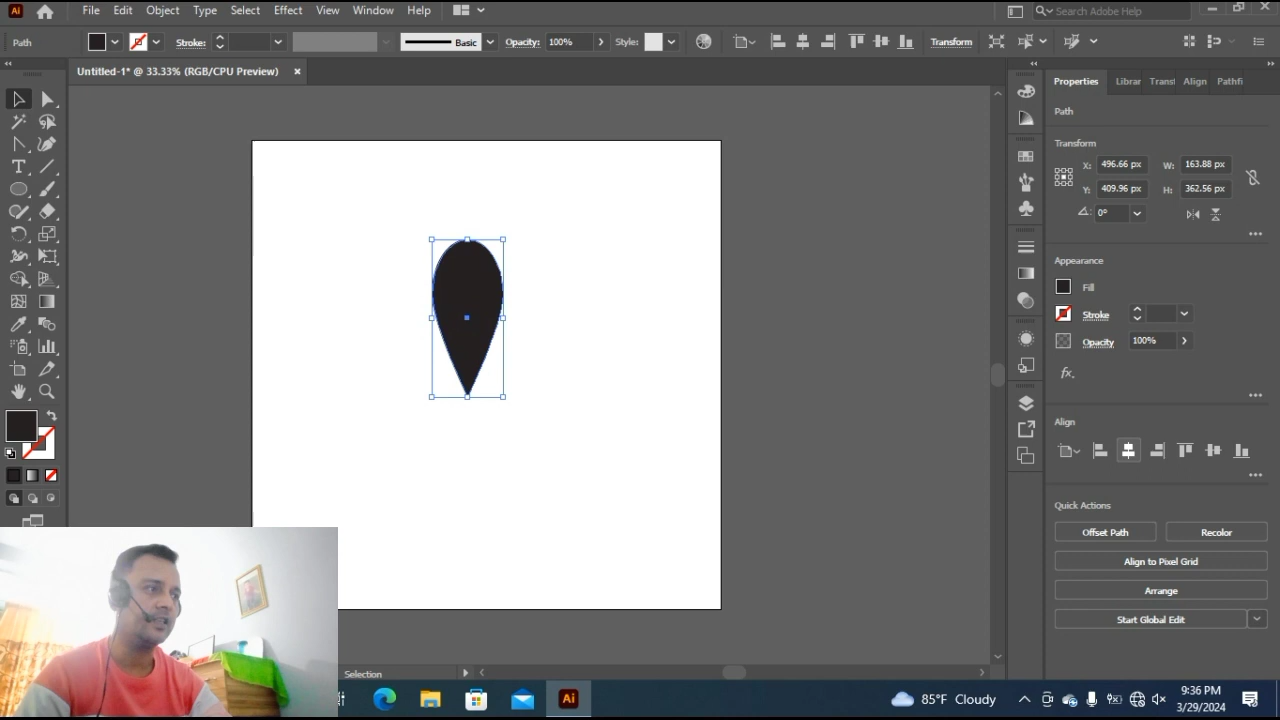 Ai File Edit Object Type Select Effect View Window Help Search Adobe Help
Path Stroke: Basic Opacity: 100% Style: Transform
Untitled-1* @ 33.33% (RGB/CPU Preview) ×
Properties Librar Transf Align Pathfi
Path
Transform
X: 496.66 px W: 163.88 px
Y: 409.96 px H: 362.56 px
0°
Appearance
Fill
Stroke
Opacity 100%
fx.
Align
Quick Actions
Offset Path Recolor
Align to Pixel Grid
Arrange
Start Global Edit
Selection
Ai 85°F Cloudy 9:36 PM
3/29/2024